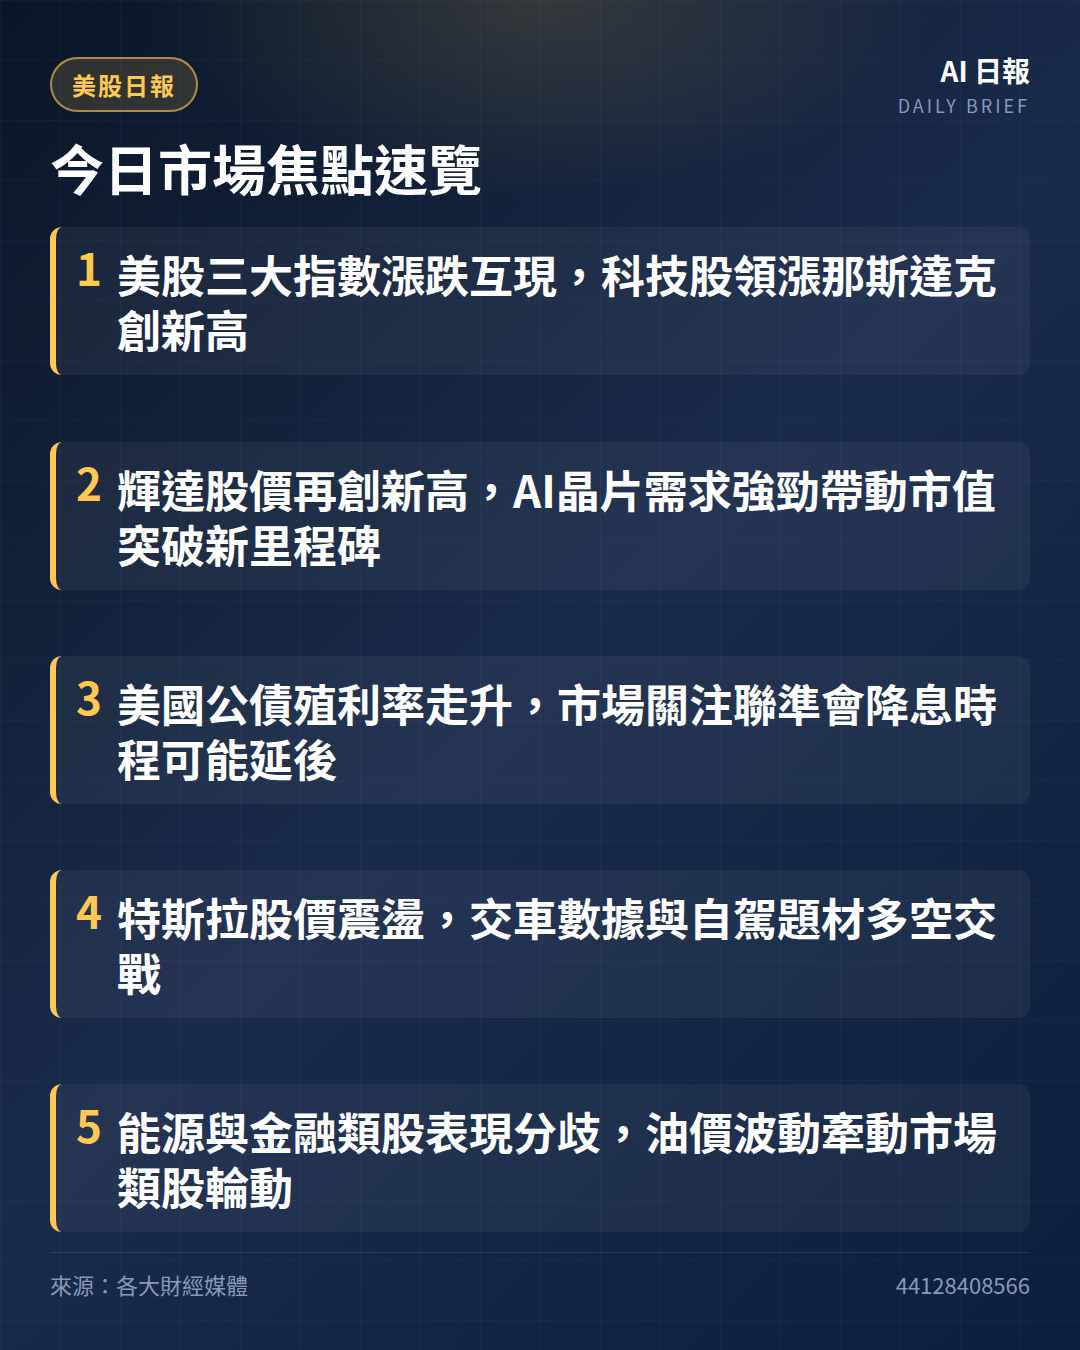 美股日報
AI 日報
DAILY BRIEF
今日市場焦點速覽
1 美股三大指數漲跌互現，科技股領漲那斯達克
創新高
2 輝達股價再創新高，AI晶片需求強勁帶動市值
突破新里程碑
3 美國公債殖利率走升，市場關注聯準會降息時
程可能延後
4 特斯拉股價震盪，交車數據與自駕題材多空交
戰
5 能源與金融類股表現分歧，油價波動牽動市場
類股輪動
來源：各大財經媒體
44128408566